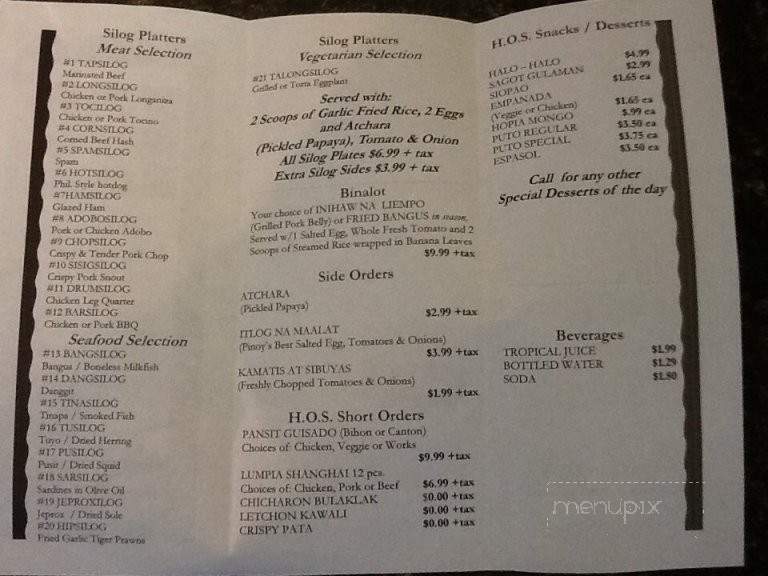 Silog Platters
Meat Selection
#1 TAPSILOG
Marinated Beef
#2 LONGSILOG
Chicken or Pork Longaniza
#3 TOCILOG
Chicken or Pork Tocino
#4 CORNSILOG
Corned Beef Hash
#5 SPAMSILOG
Spam
#6 HOTSILOG
Phil. Style hotdog
#7HAMSILOG
Glazed Ham
#8 ADOBOSILOG
Pork or Chicken Adobo
#9 CHOPSILOG
Crispy & Tender Pork Chop
#10 SISIGSILOG
Crispy Pork Snout
#11 DRUMSILOG
Chicken Leg Quarter
#12 BARSILOG
Chicken or Pork BBQ
Seafood Selection
#13 BANGSILOG
Bangus / Boneless Milkfish
#14 DANGSILOG
Danggit
#15 TINASILOG
Tinapa / Smoked Fish
#16 TUSILOG
Tuyo / Dried Herring
#17 PUSILOG
Pusit / Dried Squid
#18 SARSILOG
Sardines in Olive Oil
#19 JEPROXILOG
Jeprox / Dried Sole
#20 HIPSILOG
Fried Garlic Tiger Prawns
Silog Platters
Vegetarian Selection
#21 TALONGSILOG
Grilled or Torta Eggplant
Served with:
2 Scoops of Garlic Fried Rice, 2 Eggs
and Atchara
(Pickled Papaya), Tomato & Onion
All Silog Plates $6.99 + tax
Extra Silog Sides $3.99 + tax
Binalot
Your choice of INIHAW NA LIEMPO
(Grilled Pork Belly) or FRIED BANGUS in season,
Served w/1 Salted Egg, Whole Fresh Tomato and 2
Scoops of Steamed Rice wrapped in Banana Leaves
$9.99 +tax
Side Orders
ATCHARA
(Pickled Papaya)
$2.99 +tax
ITLOG NA MAALAT
(Pinoy's Best Salted Egg, Tomatoes & Onions)
$3.99 +tax
KAMATIS AT SIBUYAS
(Freshly Chopped Tomatoes & Onions)
$1.99 +tax
H.O.S. Short Orders
PANSIT GUISADO (Bihon or Canton)
Choices of: Chicken, Veggie or Works
$9.99 +tax
LUMPIA SHANGHAI 12 pcs.
Choices of: Chicken, Pork or Beef $6.99 +tax
CHICHARON BULAKLAK $0.00 +tax
LETCHON KAWALI $0.00 +tax
CRISPY PATA $0.00 +tax
H.O.S. Snacks / Desserts
HALO – HALO $4.99
SAGOT GULAMAN $2.99
SIOPAO $1.65 ea
EMPANADA
(Veggie or Chicken) $1.65 ea
HOPIA MONGO $.99 ea
PUTO REGULAR $3.50 ea
PUTO SPECIAL $3.75 ea
ESPASOL $3.50 ea
Call for any other
Special Desserts of the day
Beverages
TROPICAL JUICE $1.99
BOTTLED WATER $1.29
SODA $1.80
menupix